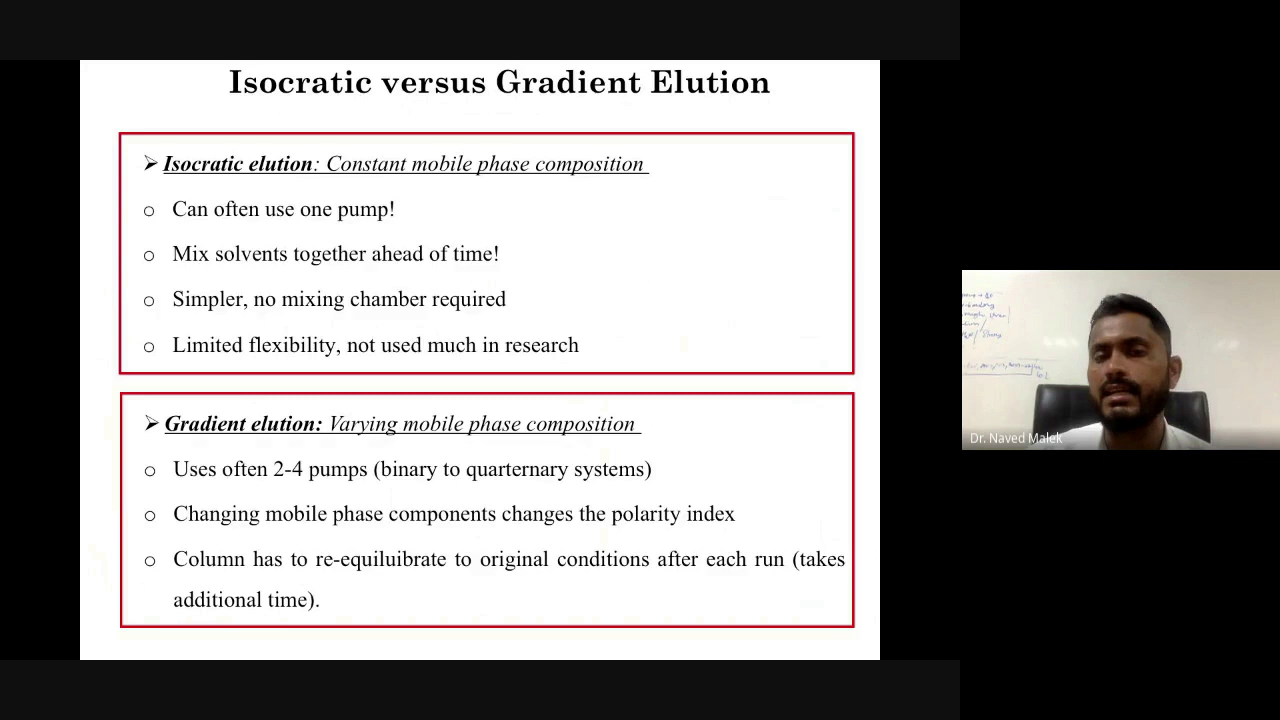 Isocratic versus Gradient Elution
➢ Isocratic elution: Constant mobile phase composition
o Can often use one pump!
o Mix solvents together ahead of time!
o Simpler, no mixing chamber required
o Limited flexibility, not used much in research
➢ Gradient elution: Varying mobile phase composition
o Uses often 2-4 pumps (binary to quarternary systems)
o Changing mobile phase components changes the polarity index
o Column has to re-equiluibrate to original conditions after each run (takes
additional time).
Dr. Naved Malek